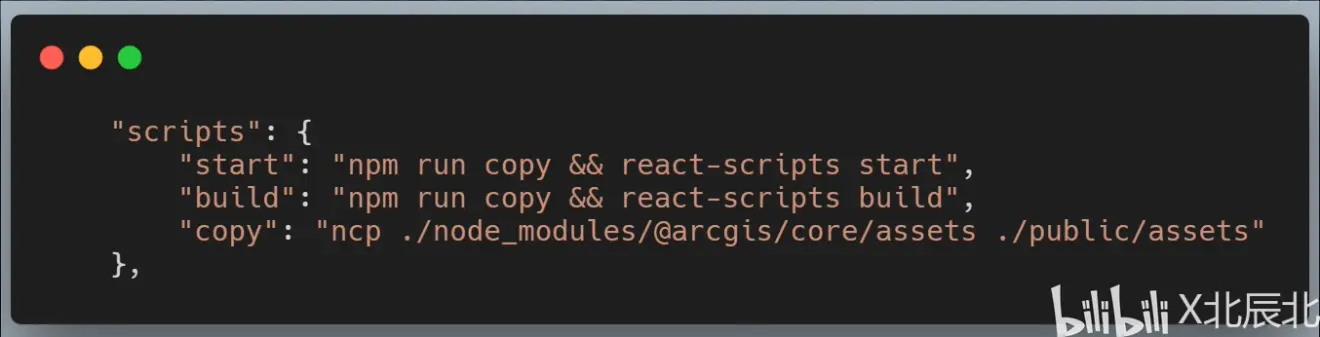 "scripts": {
    "start": "npm run copy && react-scripts start",
    "build": "npm run copy && react-scripts build",
    "copy": "ncp ./node_modules/@arcgis/core/assets ./public/assets"
},
bilibili X北辰北